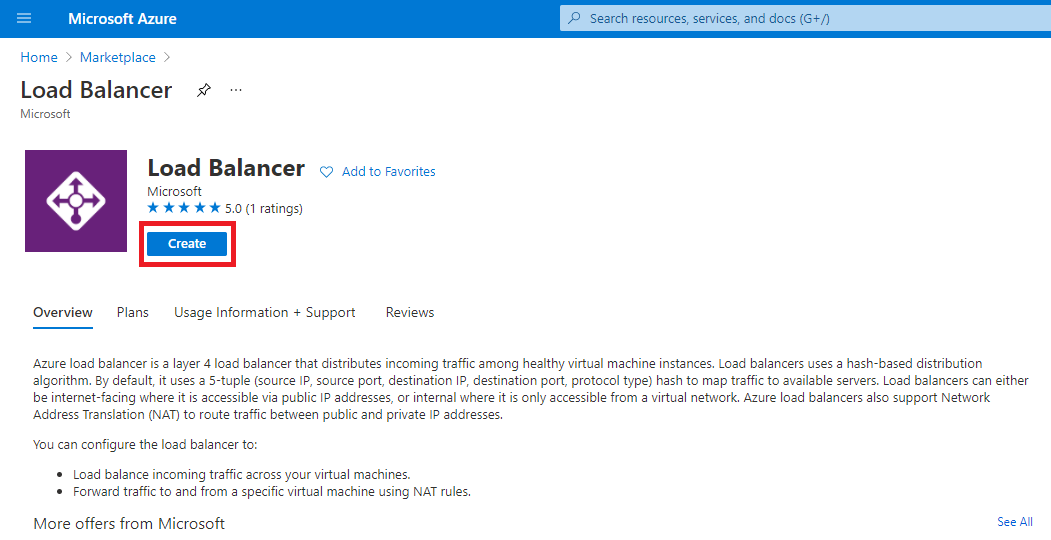 Microsoft Azure
Search resources, services, and docs (G+/)
Home > Marketplace >
Load Balancer ...
Microsoft
Load Balancer Add to Favorites
Microsoft
5.0 (1 ratings)
Create
Overview Plans Usage Information + Support Reviews
Azure load balancer is a layer 4 load balancer that distributes incoming traffic among healthy virtual machine instances. Load balancers uses a hash-based distribution
algorithm. By default, it uses a 5-tuple (source IP, source port, destination IP, destination port, protocol type) hash to map traffic to available servers. Load balancers can either
be internet-facing where it is accessible via public IP addresses, or internal where it is only accessible from a virtual network. Azure load balancers also support Network
Address Translation (NAT) to route traffic between public and private IP addresses.
You can configure the load balancer to:
• Load balance incoming traffic across your virtual machines.
• Forward traffic to and from a specific virtual machine using NAT rules.
More offers from Microsoft See All